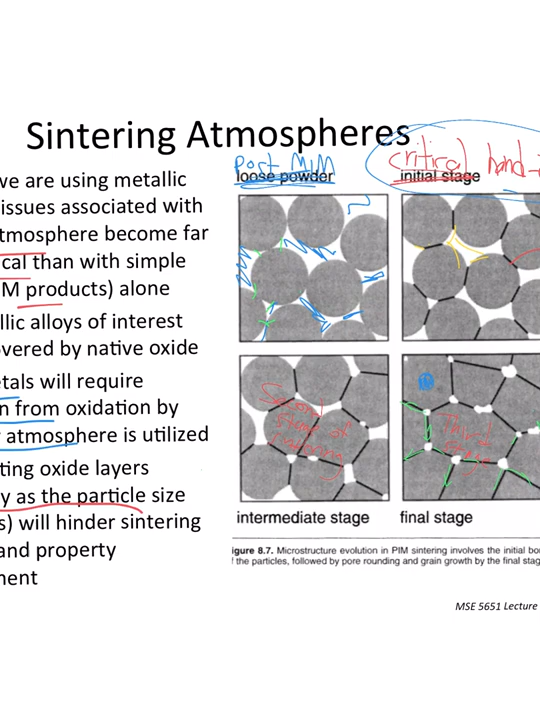 Sintering Atmospheres
we are using metallic
issues associated with
tmosphere become far
cal than with simple
M products) alone
llic alloys of interest
overed by native oxide
etals will require
n from oxidation by
atmosphere is utilized
ting oxide layers
y as the particle size
s) will hinder sintering
and property
ment
post MIM
loose powder
critical hand-
initial stage
Second
stage of
sintering
Third
stage
intermediate stage
final stage
igure 8.7. Microstructure evolution in PIM sintering involves the initial bo
f the particles, followed by pore rounding and grain growth by the final stag
MSE 5651 Lecture